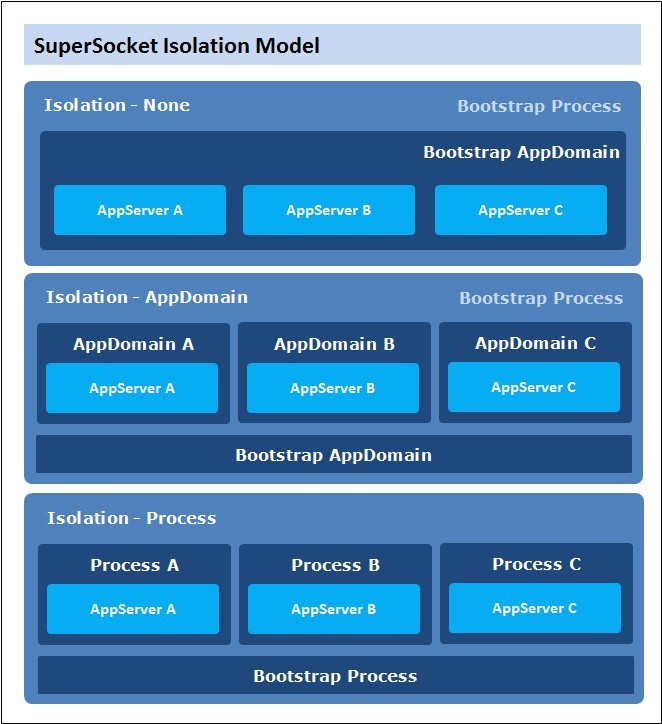 SuperSocket Isolation Model
Isolation - None
Bootstrap Process
Bootstrap AppDomain
AppServer A
AppServer B
AppServer C
Isolation - AppDomain
Bootstrap Process
AppDomain A
AppDomain B
AppDomain C
AppServer A
AppServer B
AppServer C
Bootstrap AppDomain
Isolation - Process
Process A
Process B
Process C
AppServer A
AppServer B
AppServer C
Bootstrap Process